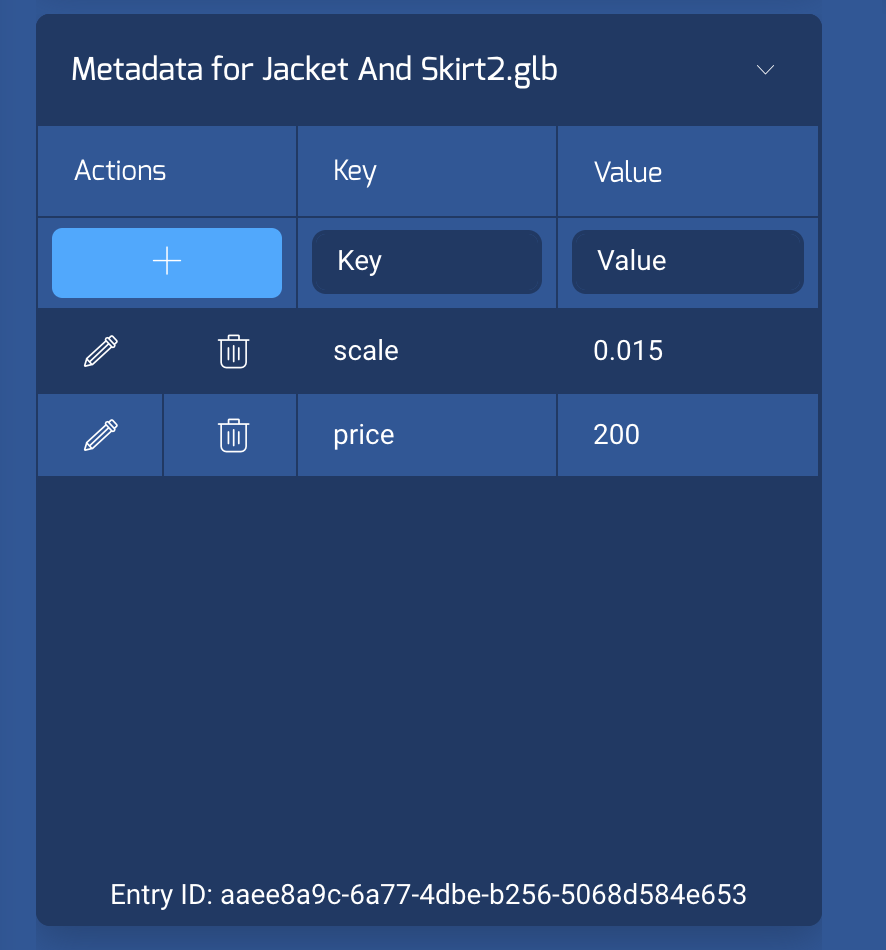 Metadata for Jacket And Skirt2.glb
Actions Key Value
Key Value
scale 0.015
price 200
Entry ID: aaee8a9c-6a77-4dbe-b256-5068d584e653